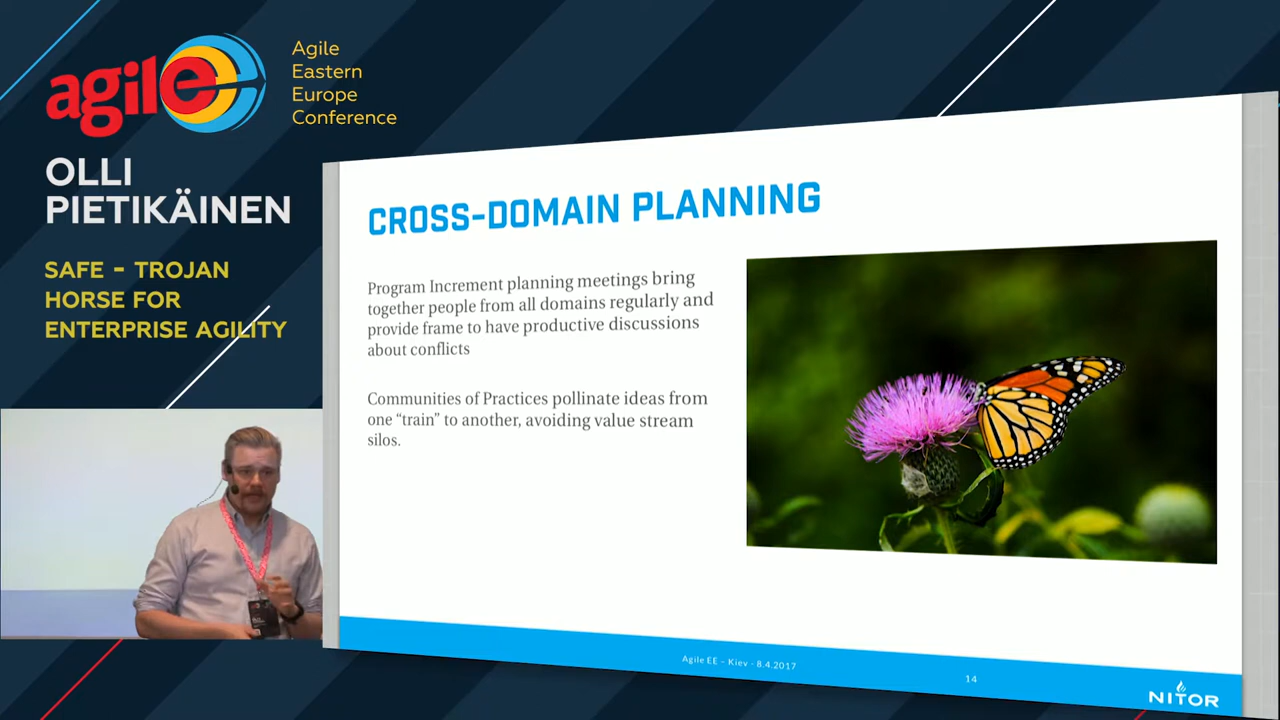 agilee
Agile
Eastern
Europe
Conference
OLLI
PIETIKÄINEN
SAFE - TROJAN
HORSE FOR
ENTERPRISE AGILITY
CROSS-DOMAIN PLANNING
Program Increment planning meetings bring
together people from all domains regularly and
provide frame to have productive discussions
about conflicts
Communities of Practices pollinate ideas from
one “train” to another, avoiding value stream
silos.
Agile EE – Kiev - 8.4.2017
14
NITOR